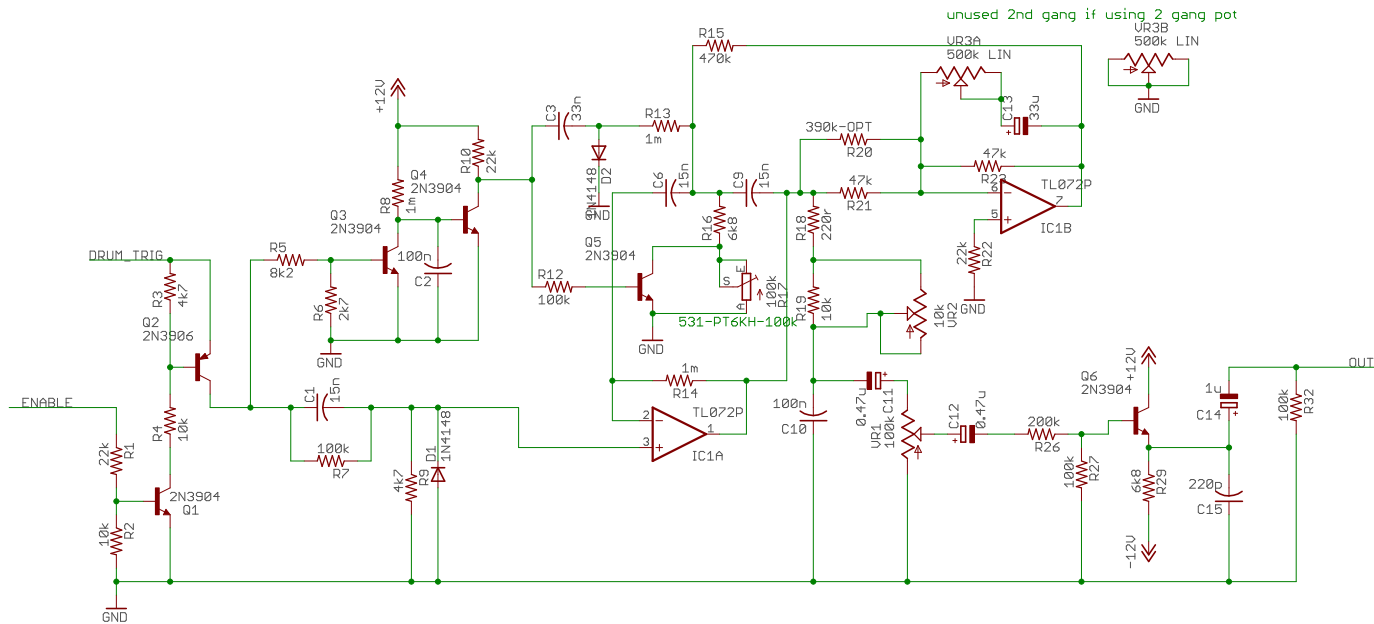 unused 2nd gang if using 2 gang pot
VR3B
500k LIN
VR3A
500k LIN
R15
470k
GND
+12V
C3
33n
R13
1m
C13
33u
+
390k-OPT
R20
R10
22k
Q4
2N3904
R8
1m
D2
1N4148
GND
C6
15n
C9
15n
47k
R21
47k
R23
TL072P
6
5
7
IC1B
Q3
2N3904
100n
C2
Q5
2N3904
R16
6k8
R18
220r
22k
R22
GND
DRUM_TRIG
R5
8k2
R3
4k7
R6
2k7
GND
R12
100k
E
S
A
100k
R17
531-PT6KH-100k
GND
R19
10k
10k
VR2
Q2
2N3906
R4
10k
ENABLE
C1
15n
100k
R7
1m
R14
TL072P
2
3
1
IC1A
100n
C10
0.47u
C11
+
VR1
100k
C12
0.47u
+
200k
R26
Q6
2N3904
+12V
OUT
1u
C14
+
100k
R32
R1
22k
2N3904
Q1
10k
R2
4k7
R9
D1
1N4148
100k
R27
6k8
R29
220p
C15
-12V
GND